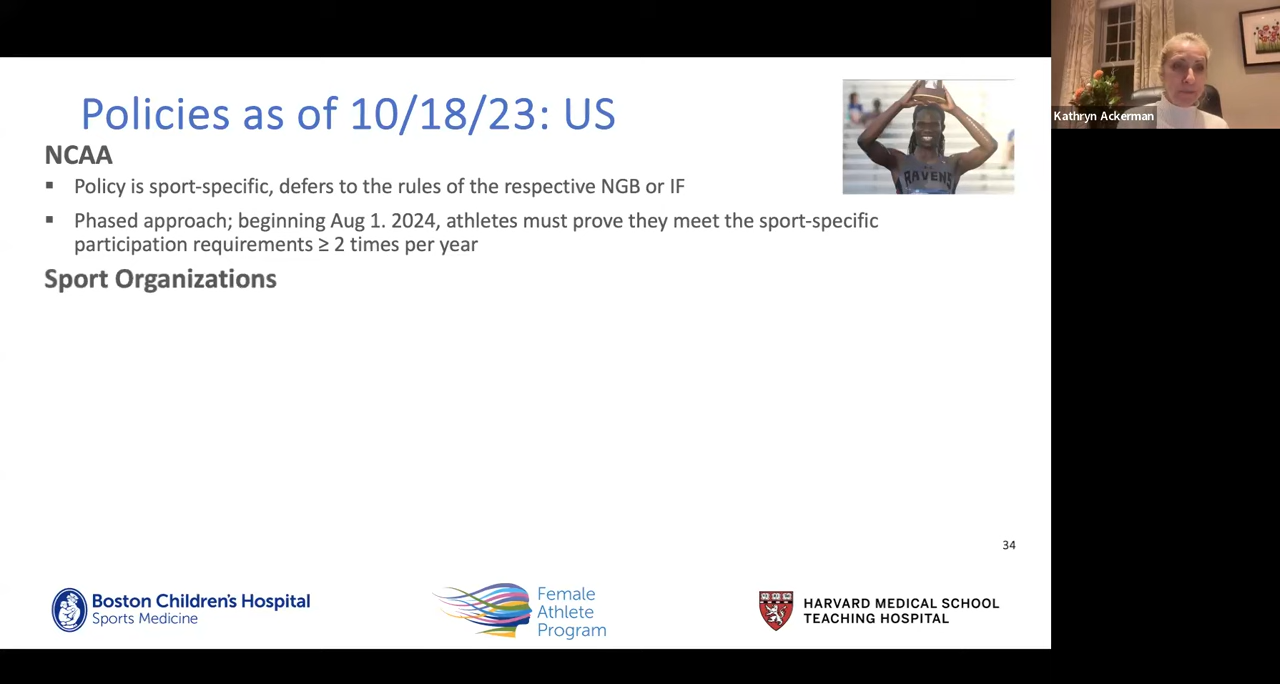 Policies as of 10/18/23: US
NCAA
▪ Policy is sport-specific, defers to the rules of the respective NGB or IF
▪ Phased approach; beginning Aug 1. 2024, athletes must prove they meet the sport-specific
participation requirements ≥ 2 times per year
Sport Organizations
RAVENS
Kathryn Ackerman
34
Boston Children's Hospital
Sports Medicine
Female
Athlete
Program
HARVARD MEDICAL SCHOOL
TEACHING HOSPITAL